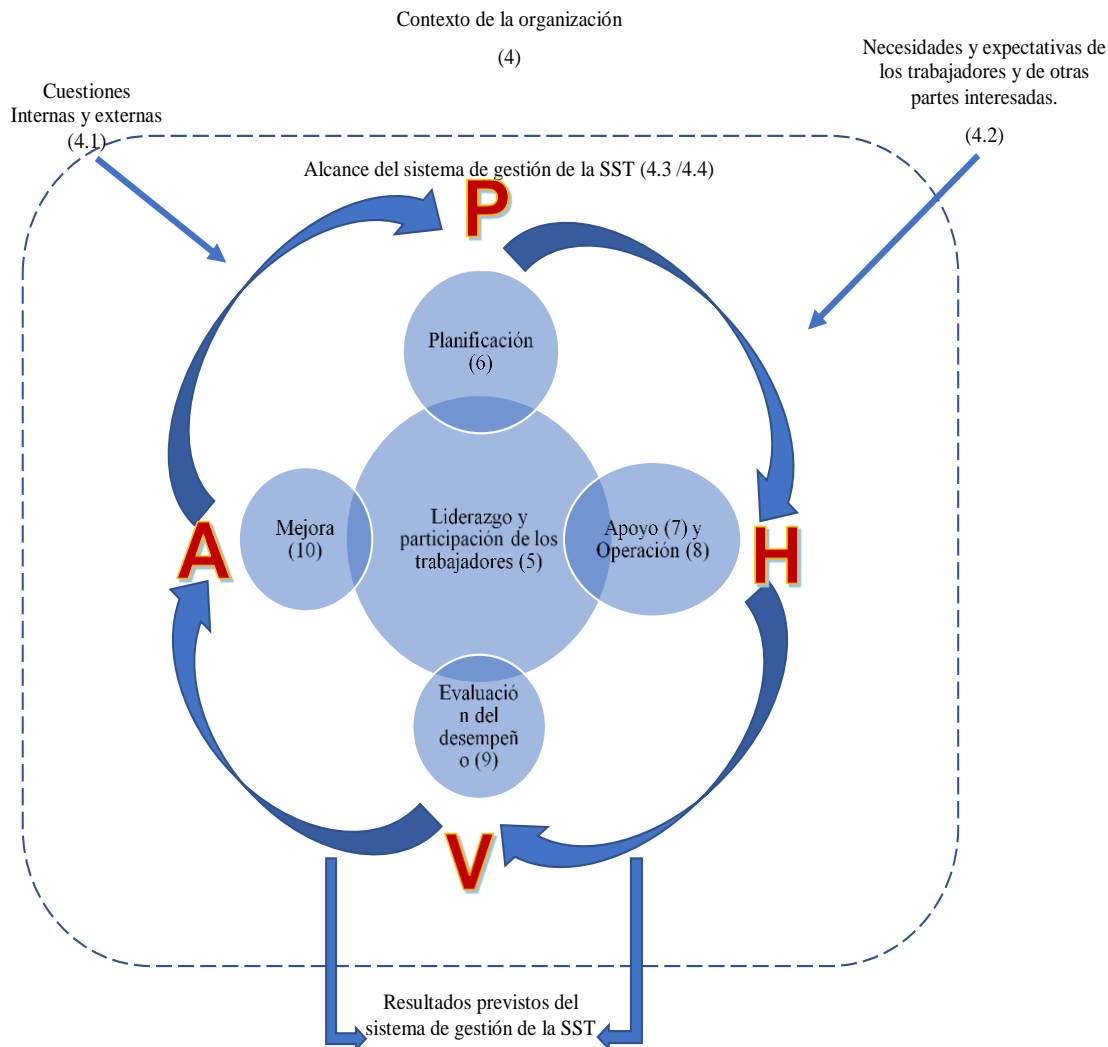 Contexto de la organización
(4)
Necesidades y expectativas de
los trabajadores y de otras
partes interesadas.
(4.2)
Cuestiones
Internas y externas
(4.1)
Alcance del sistema de gestión de la SST (4.3 /4.4)
P
Planificación
(6)
A
Mejora
(10)
Liderazgo y
participación de los
trabajadores (5)
Apoyo (7) y
Operación (8)
H
Evaluació
n del
desempeñ
o (9)
V
Resultados previstos del
sistema de gestión de la SST